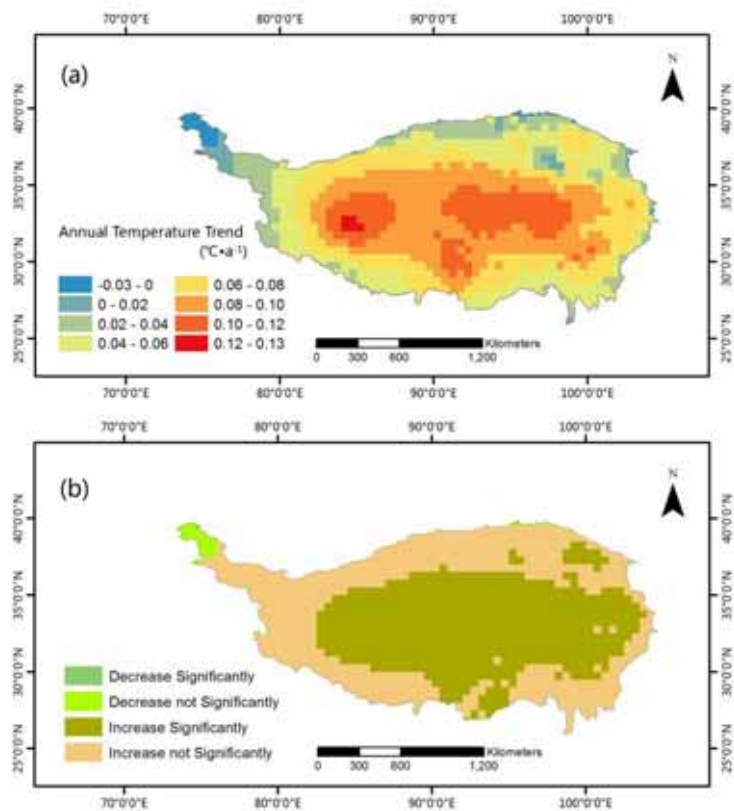 70°0'0"E 80°0'0"E 90°0'0"E 100°0'0"E
(a)
N
40°0'0"N
35°0'0"N
30°0'0"N
25°0'0"N
40°0'0"N
35°0'0"N
30°0'0"N
25°0'0"N
Annual Temperature Trend
(℃•a⁻¹)
-0.03 - 0
0 - 0.02
0.02 - 0.04
0.04 - 0.06
0.06 - 0.08
0.08 - 0.10
0.10 - 0.12
0.12 - 0.13
Kilometers
0 300 600 1,200
70°0'0"E 80°0'0"E 90°0'0"E 100°0'0"E
70°0'0"E 80°0'0"E 90°0'0"E 100°0'0"E
(b)
N
40°0'0"N
35°0'0"N
30°0'0"N
25°0'0"N
40°0'0"N
35°0'0"N
30°0'0"N
25°0'0"N
Decrease Significantly
Decrease not Significantly
Increase Significantly
Increase not Significantly
Kilometers
0 300 600 1,200
70°0'0"E 80°0'0"E 90°0'0"E 100°0'0"E